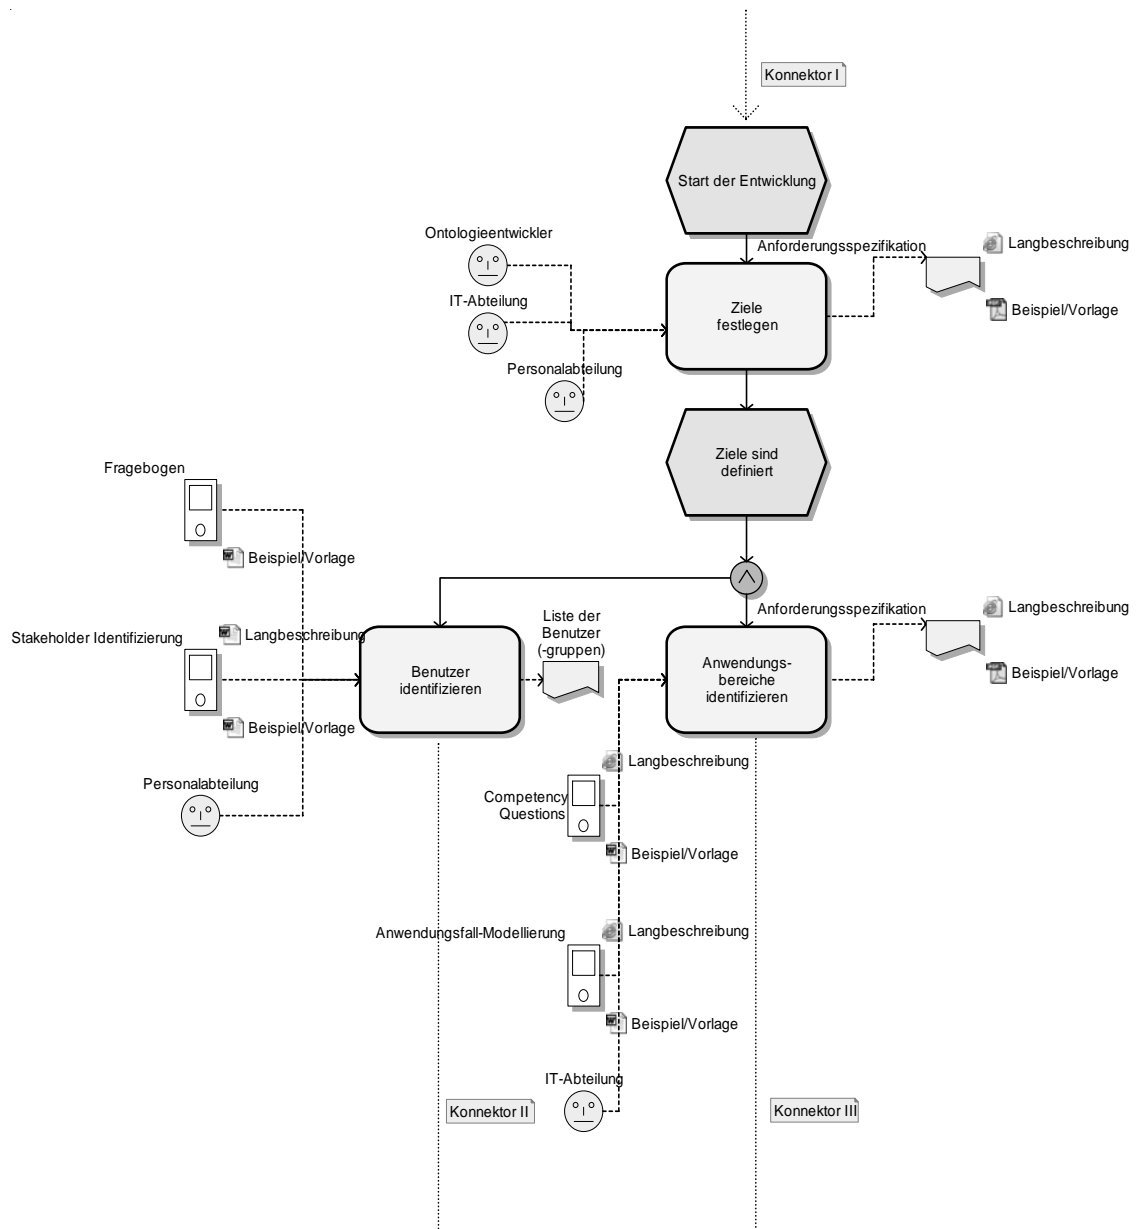 Konnektor I
Start der Entwicklung
Ontologieentwickler
Anforderungsspezifikation
Langbeschreibung
IT-Abteilung
Ziele
festlegen
Beispiel/Vorlage
Personalabteilung
Ziele sind
definiert
Fragebogen
Beispiel/Vorlage
Liste der
Benutzer
(-gruppen)
Anforderungsspezifikation
Langbeschreibung
Stakeholder Identifizierung
Langbeschreibung
Benutzer
identifizieren
Anwendungs-
bereiche
identifizieren
Beispiel/Vorlage
Beispiel/Vorlage
Personalabteilung
Langbeschreibung
Competency
Questions
Beispiel/Vorlage
Anwendungsfall-Modellierung
Langbeschreibung
Beispiel/Vorlage
IT-Abteilung
Konnektor II
Konnektor III